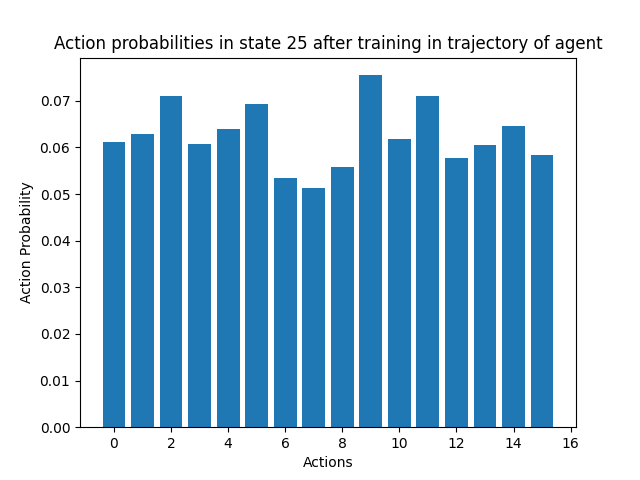 Action probabilities in state 25 after training in trajectory of agent
0.07
0.06
0.05
0.04
0.03
0.02
0.01
0.00
Action Probability
0 2 4 6 8 10 12 14 16
Actions